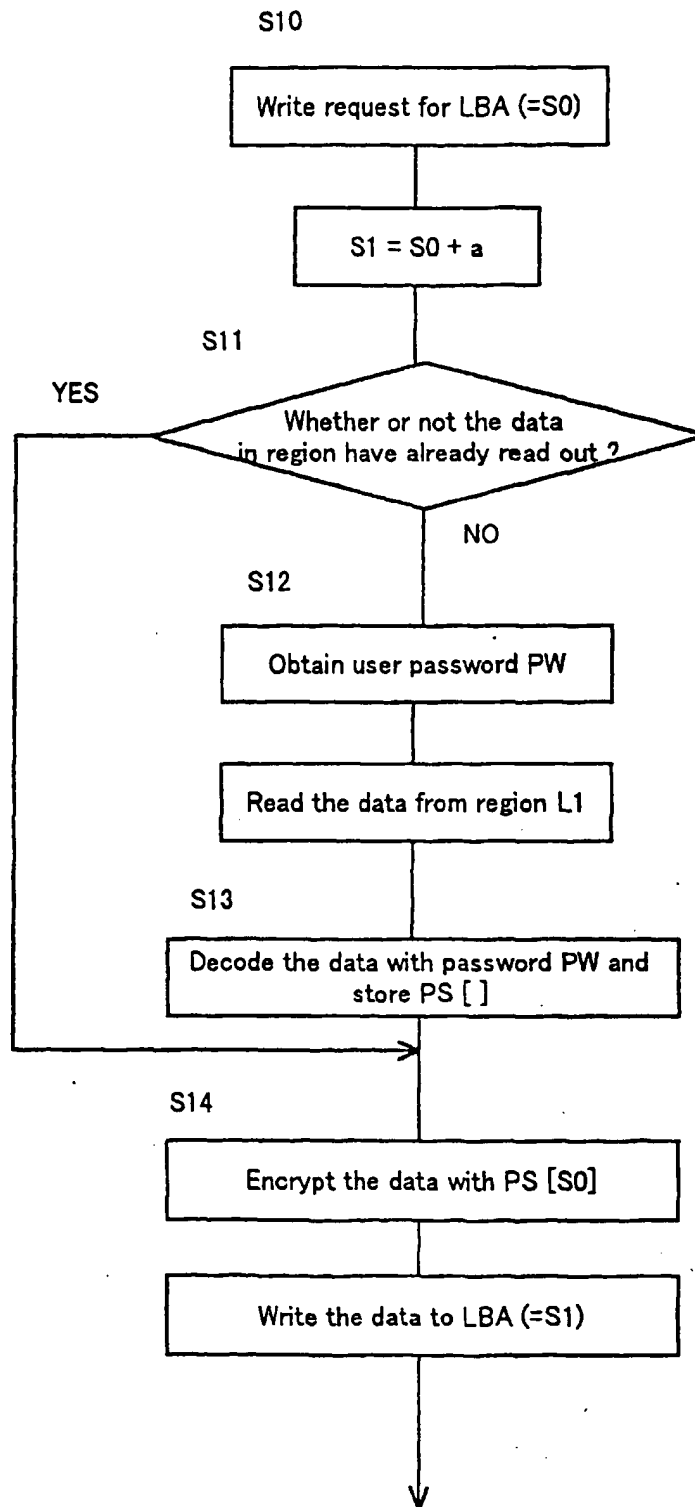 S10
Write request for LBA (=S0)
S1 = S0 + a
S11
YES
Whether or not the data
in region have already read out ?
NO
S12
Obtain user password PW
Read the data from region L1
S13
Decode the data with password PW and
store PS [ ]
S14
Encrypt the data with PS [S0]
Write the data to LBA (=S1)